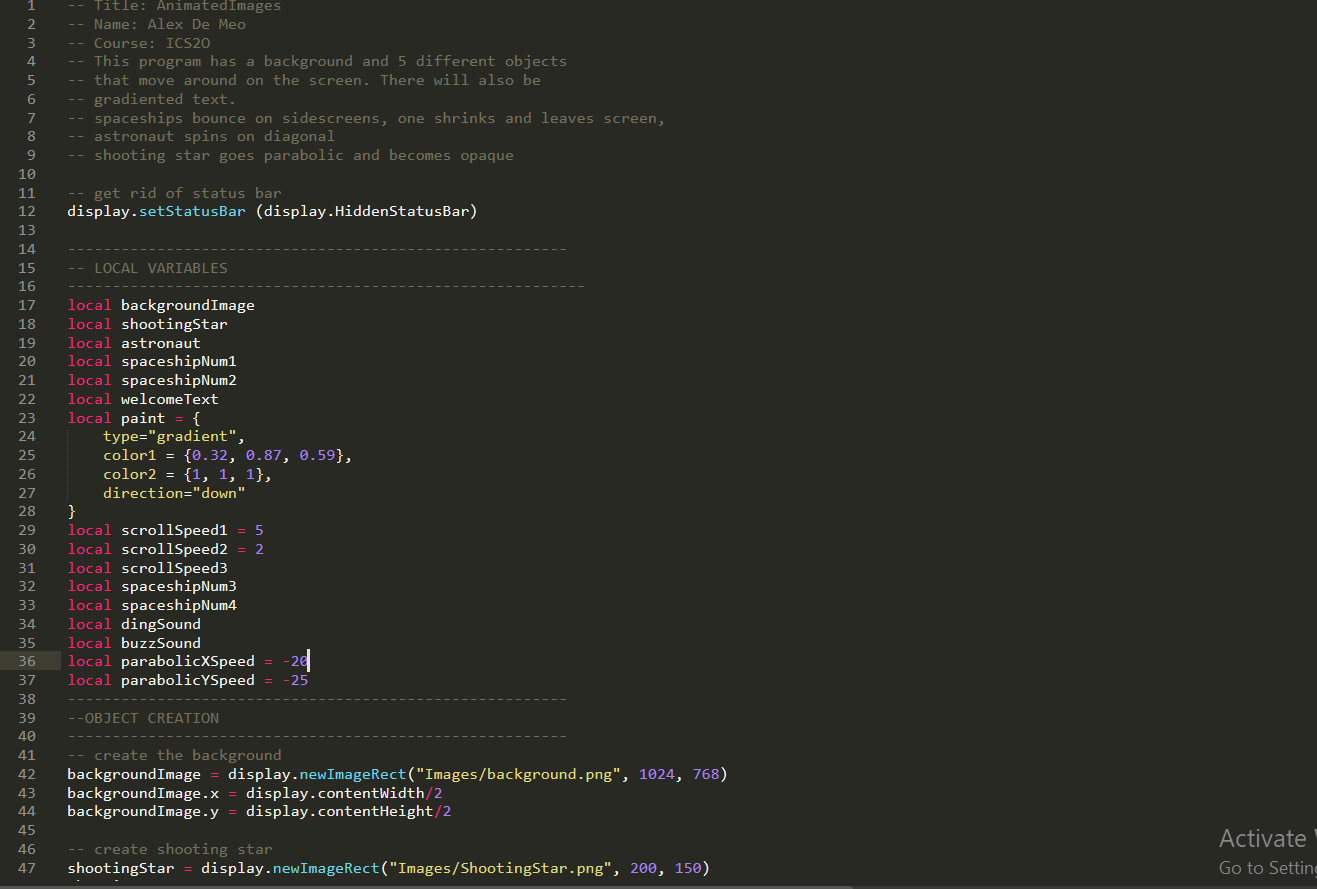 1 -- Title: AnimatedImages
2 -- Name: Alex De Meo
3 -- Course: ICS2O
4 -- This program has a background and 5 different objects
5 -- that move around on the screen. There will also be
6 -- gradiented text.
7 -- spaceships bounce on sidescreens, one shrinks and leaves screen,
8 -- astronaut spins on diagonal
9 -- shooting star goes parabolic and becomes opaque
10
11 -- get rid of status bar
12 display.setStatusBar (display.HiddenStatusBar)
13
14 --------------------------------------------------------
15 -- LOCAL VARIABLES
16 ----------------------------------------------------------
17 local backgroundImage
18 local shootingStar
19 local astronaut
20 local spaceshipNum1
21 local spaceshipNum2
22 local welcomeText
23 local paint = {
24 type="gradient",
25 color1 = {0.32, 0.87, 0.59},
26 color2 = {1, 1, 1},
27 direction="down"
28 }
29 local scrollSpeed1 = 5
30 local scrollSpeed2 = 2
31 local scrollSpeed3
32 local spaceshipNum3
33 local spaceshipNum4
34 local dingSound
35 local buzzSound
36 local parabolicXSpeed = -20
37 local parabolicYSpeed = -25
38 --------------------------------------------------------
39 --OBJECT CREATION
40 --------------------------------------------------------
41 -- create the background
42 backgroundImage = display.newImageRect("Images/background.png", 1024, 768)
43 backgroundImage.x = display.contentWidth/2
44 backgroundImage.y = display.contentHeight/2
45
46 -- create shooting star
47 shootingStar = display.newImageRect("Images/ShootingStar.png", 200, 150)
Activate
Go to Setting